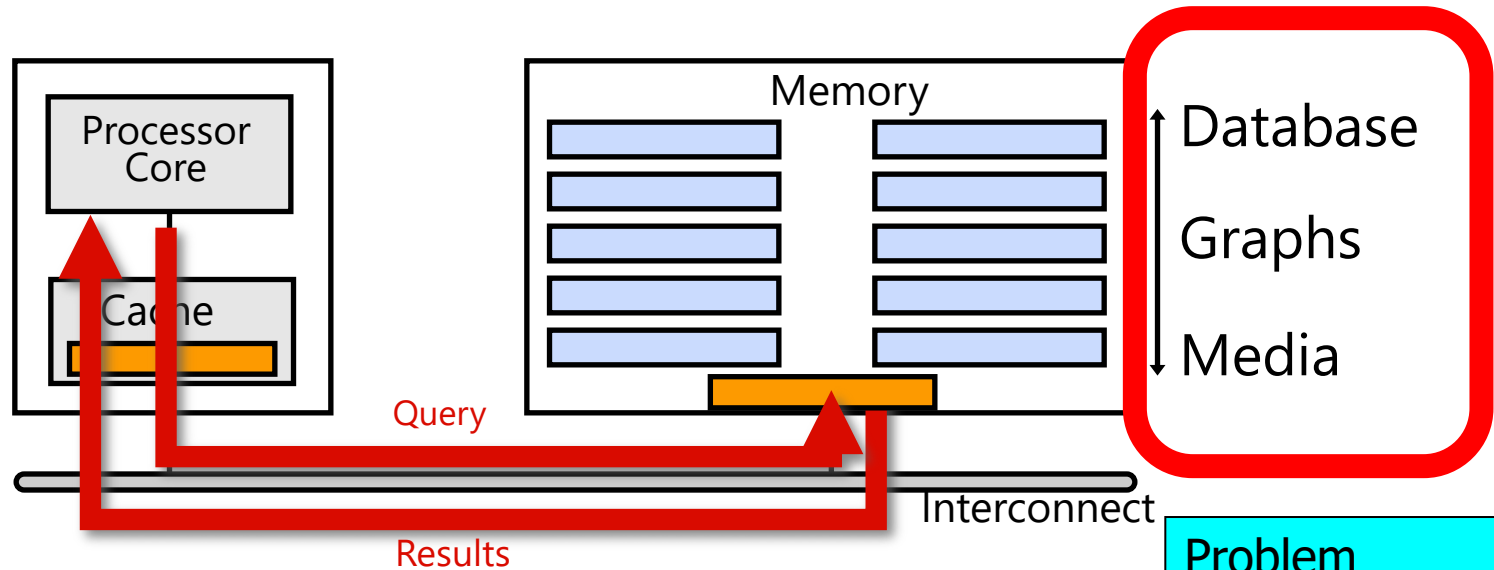 Processor
Core
Cache
Memory
Database
Graphs
Media
Query
Interconnect
Results
Problem